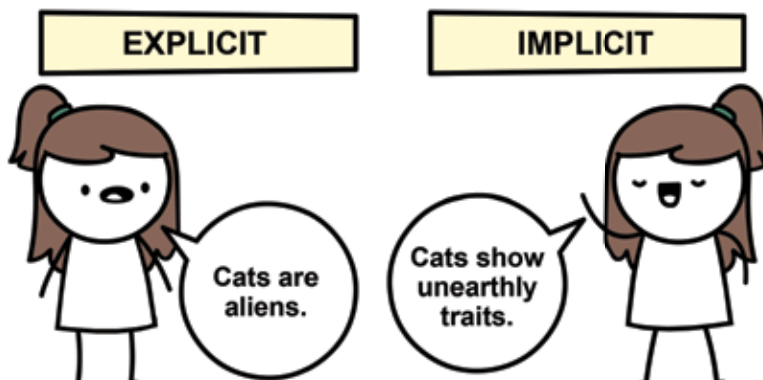 EXPLICIT
IMPLICIT
Cats are
aliens.
Cats show
unearthly
traits.